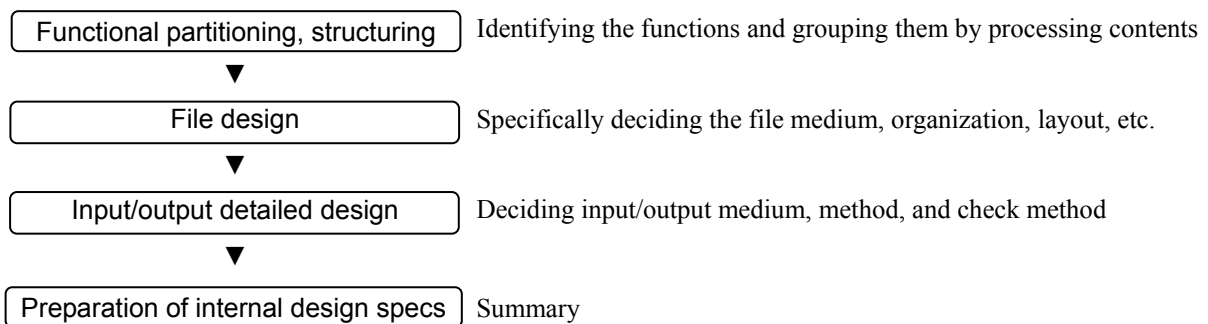 Functional partitioning, structuring Identifying the functions and grouping them by processing contents
File design Specifically deciding the file medium, organization, layout, etc.
Input/output detailed design Deciding input/output medium, method, and check method
Preparation of internal design specs Summary